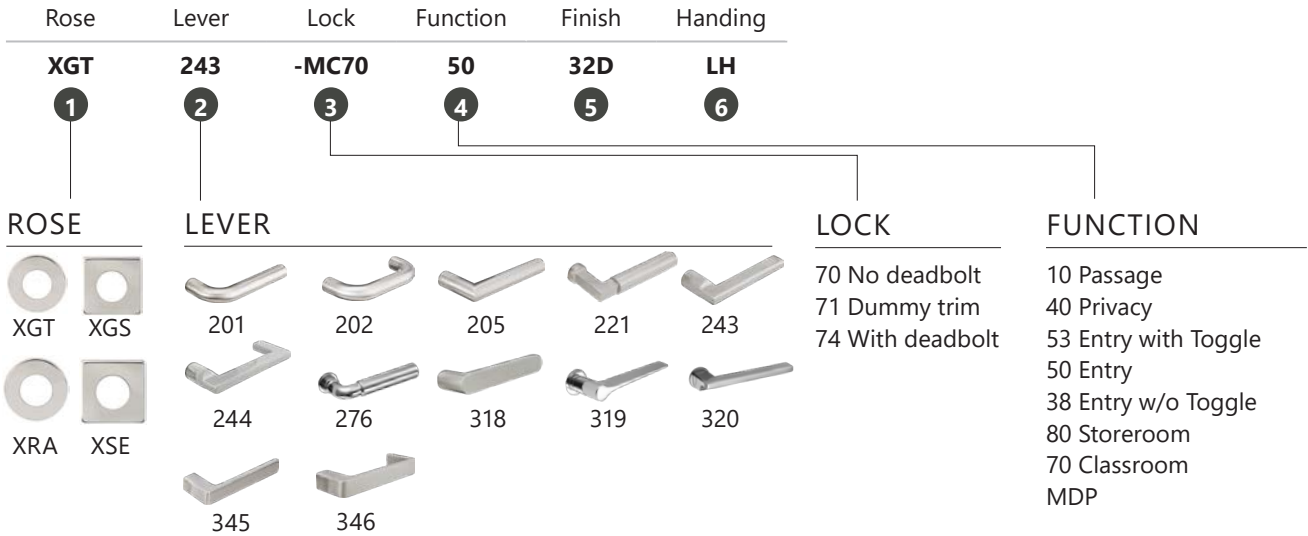 Rose Lever Lock Function Finish Handing
XGT 243 -MC70 50 32D LH
1 2 3 4 5 6
ROSE
XGT XGS
XRA XSE
LEVER
201 202 205 221 243
244 276 318 319 320
345 346
LOCK
70 No deadbolt
71 Dummy trim
74 With deadbolt
FUNCTION
10 Passage
40 Privacy
53 Entry with Toggle
50 Entry
38 Entry w/o Toggle
80 Storeroom
70 Classroom
MDP